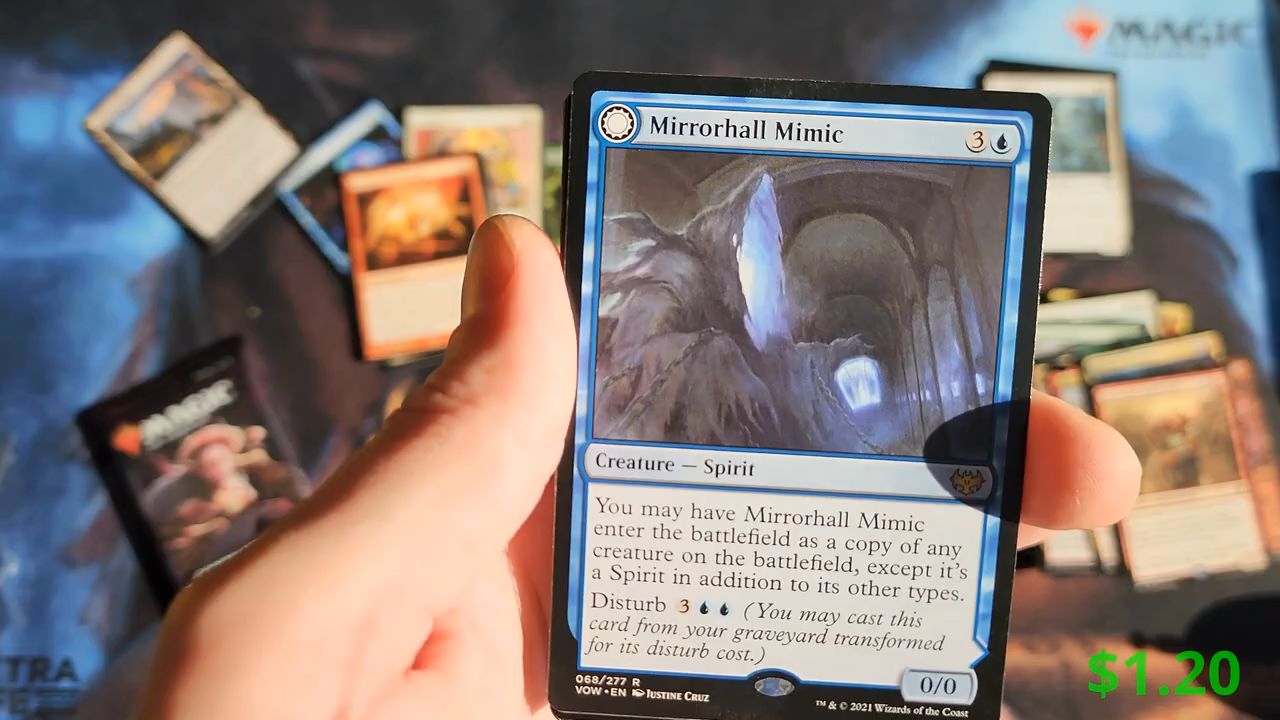 MAGIC
Mirrorhall Mimic 3
Creature — Spirit
You may have Mirrorhall Mimic
enter the battlefield as a copy of any
creature on the battlefield, except it's
a Spirit in addition to its other types.
Disturb 3 (You may cast this
card from your graveyard transformed
for its disturb cost.)
0/0
068/277 R
VOW • EN Justine Cruz
™ & © 2021 Wizards of the Coast
MAGIC
TRA
$1.20